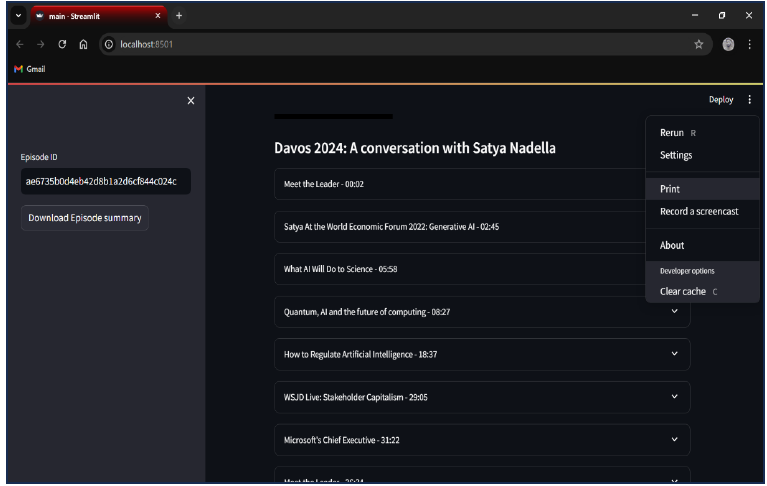 main - Streamlit
localhost:8501
Gmail
Deploy
Episode ID
ae6735b0d4eb42d8b1a2d6cf844c024c
Download Episode summary
Davos 2024: A conversation with Satya Nadella
Meet the Leader - 00:02
Satya At the World Economic Forum 2022: Generative AI - 02:45
What AI Will Do to Science - 05:58
Quantum, AI and the future of computing - 08:27
How to Regulate Artificial Intelligence - 18:37
WSJD Live: Stakeholder Capitalism - 29:05
Microsoft's Chief Executive - 31:22
Rerun R
Settings
Print
Record a screencast
About
Developer options
Clear cache C